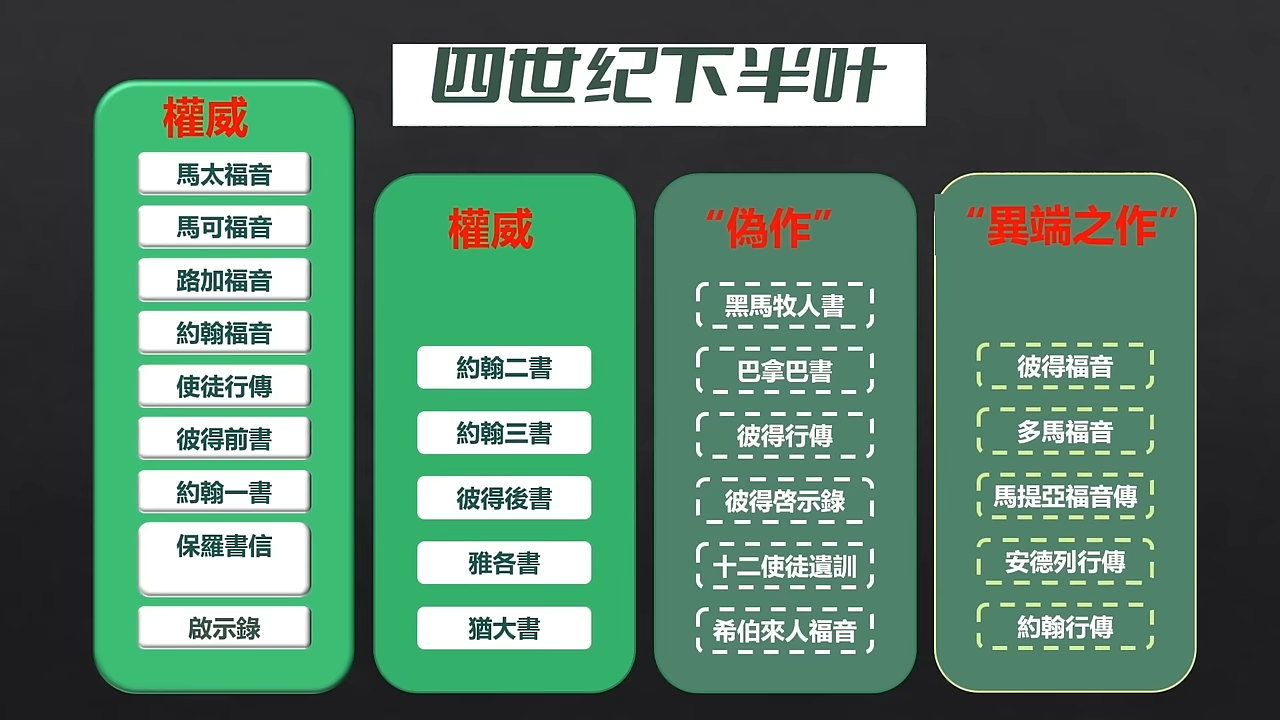 四世纪下半叶
權威
馬太福音
馬可福音
路加福音
約翰福音
使徒行傳
彼得前書
約翰一書
保羅書信
啟示錄
權威
約翰二書
約翰三書
彼得後書
雅各書
猶大書
“偽作”
黑馬牧人書
巴拿巴書
彼得行傳
彼得啓示錄
十二使徒遺訓
希伯來人福音
“異端之作”
彼得福音
多馬福音
馬提亞福音傳
安德列行傳
約翰行傳